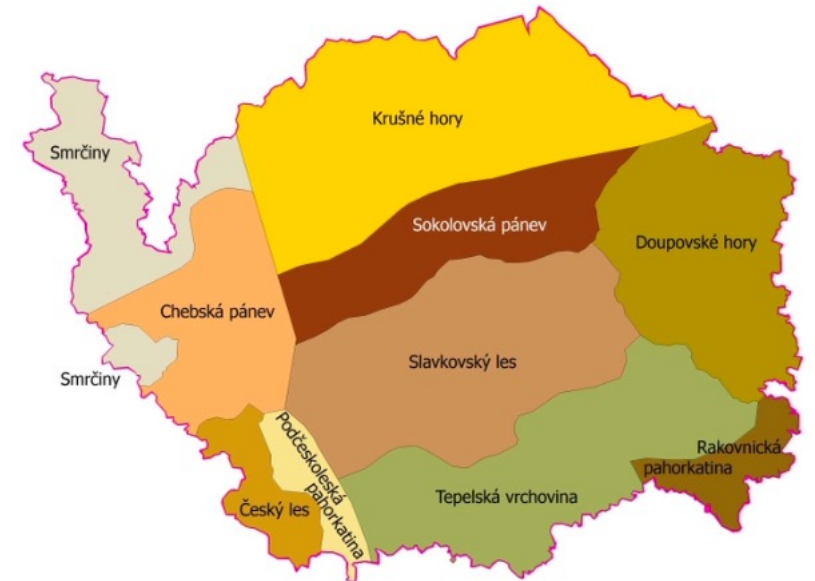 Krušné hory
Smrčiny
Sokolovská pánev
Doupovské hory
Chebská pánev
Slavkovský les
Smrčiny
Podčeskoleská
pahorkatina
Rakovnická
pahorkatina
Tepelská vrchovina
Český les